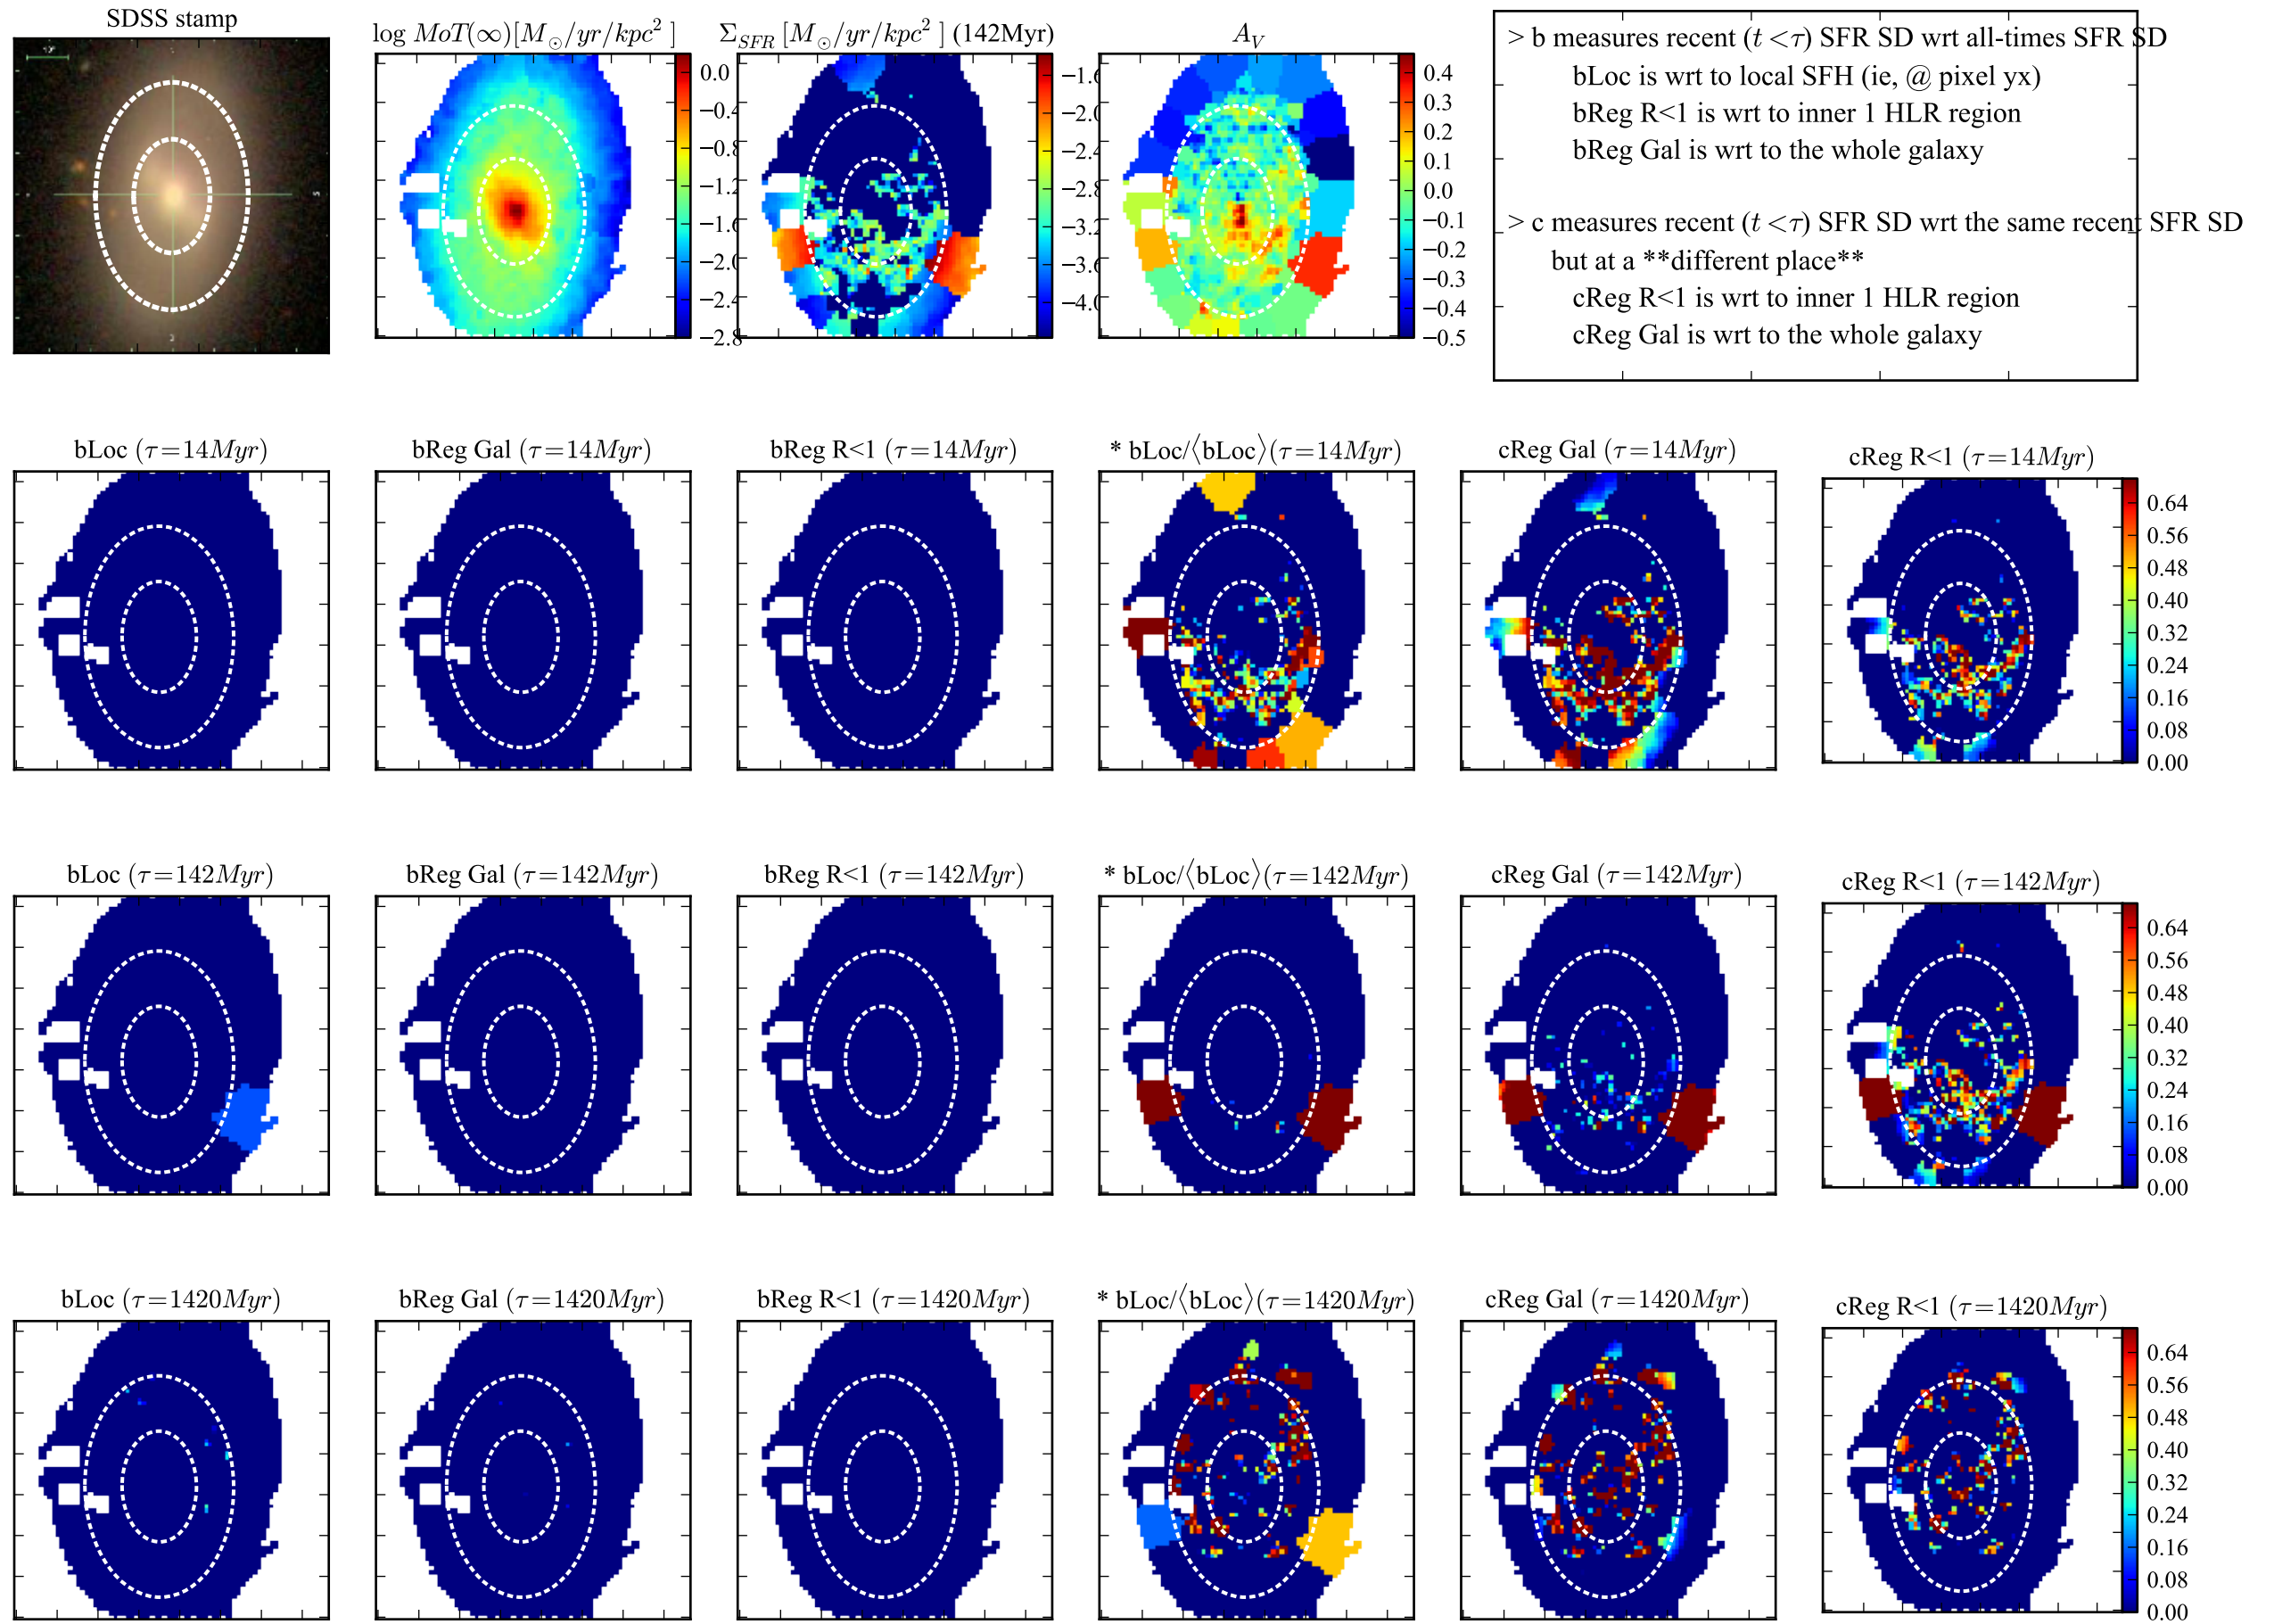 SDSS stamp
log MoT(∞)[M⊙/yr/kpc² ]
Σ_SFR [M⊙/yr/kpc² ] (142Myr)
A_V
0.0
−0.4
−0.8
−1.2
−1.6
−2.0
−2.4
−2.8
−1.6
−2.0
−2.4
−2.8
−3.2
−3.6
−4.0
0.4
0.3
0.2
0.1
0.0
−0.1
−0.2
−0.3
−0.4
−0.5
> b measures recent (t <τ) SFR SD wrt all-times SFR SD
bLoc is wrt to local SFH (ie, @ pixel yx)
bReg R<1 is wrt to inner 1 HLR region
bReg Gal is wrt to the whole galaxy
> c measures recent (t <τ) SFR SD wrt the same recent SFR SD
but at a **different place**
cReg R<1 is wrt to inner 1 HLR region
cReg Gal is wrt to the whole galaxy
bLoc (τ=14Myr)
bReg Gal (τ=14Myr)
bReg R<1 (τ=14Myr)
* bLoc/⟨bLoc⟩(τ=14Myr)
cReg Gal (τ=14Myr)
cReg R<1 (τ=14Myr)
0.64
0.56
0.48
0.40
0.32
0.24
0.16
0.08
0.00
bLoc (τ=142Myr)
bReg Gal (τ=142Myr)
bReg R<1 (τ=142Myr)
* bLoc/⟨bLoc⟩(τ=142Myr)
cReg Gal (τ=142Myr)
cReg R<1 (τ=142Myr)
0.64
0.56
0.48
0.40
0.32
0.24
0.16
0.08
0.00
bLoc (τ=1420Myr)
bReg Gal (τ=1420Myr)
bReg R<1 (τ=1420Myr)
* bLoc/⟨bLoc⟩(τ=1420Myr)
cReg Gal (τ=1420Myr)
cReg R<1 (τ=1420Myr)
0.64
0.56
0.48
0.40
0.32
0.24
0.16
0.08
0.00